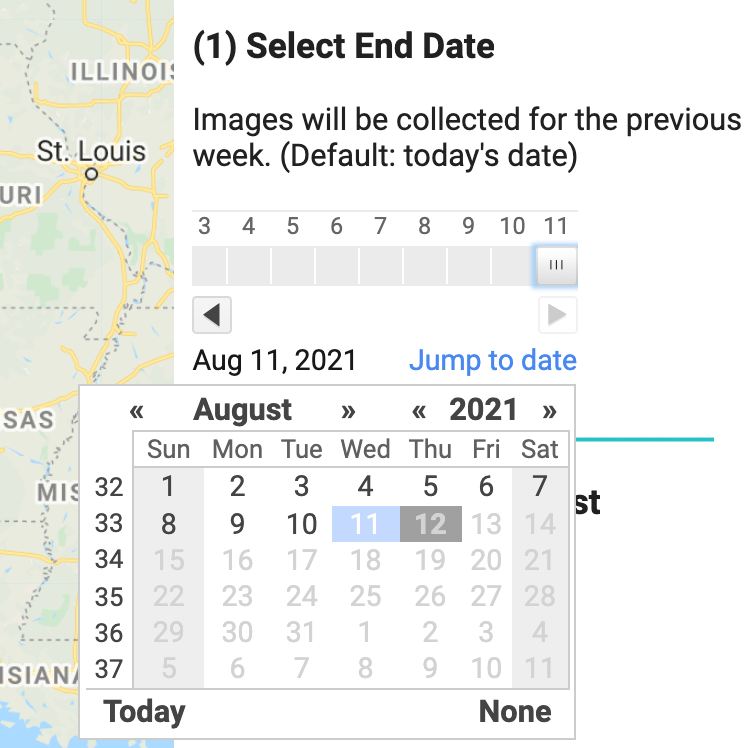 (1) Select End Date
ILLINOIS
Images will be collected for the previous
St. Louis
week. (Default: today's date)
URI
3 4 5 6 7 8 9 10 11
Aug 11, 2021 Jump to date
« August » « 2021 »
SAS
Sun Mon Tue Wed Thu Fri Sat
MIS
32 1 2 3 4 5 6 7
st
33 8 9 10 11 12 13 14
34 15 16 17 18 19 20 21
35 22 23 24 25 26 27 28
36 29 30 31 1 2 3 4
ISIANA
37 5 6 7 8 9 10 11
Today None